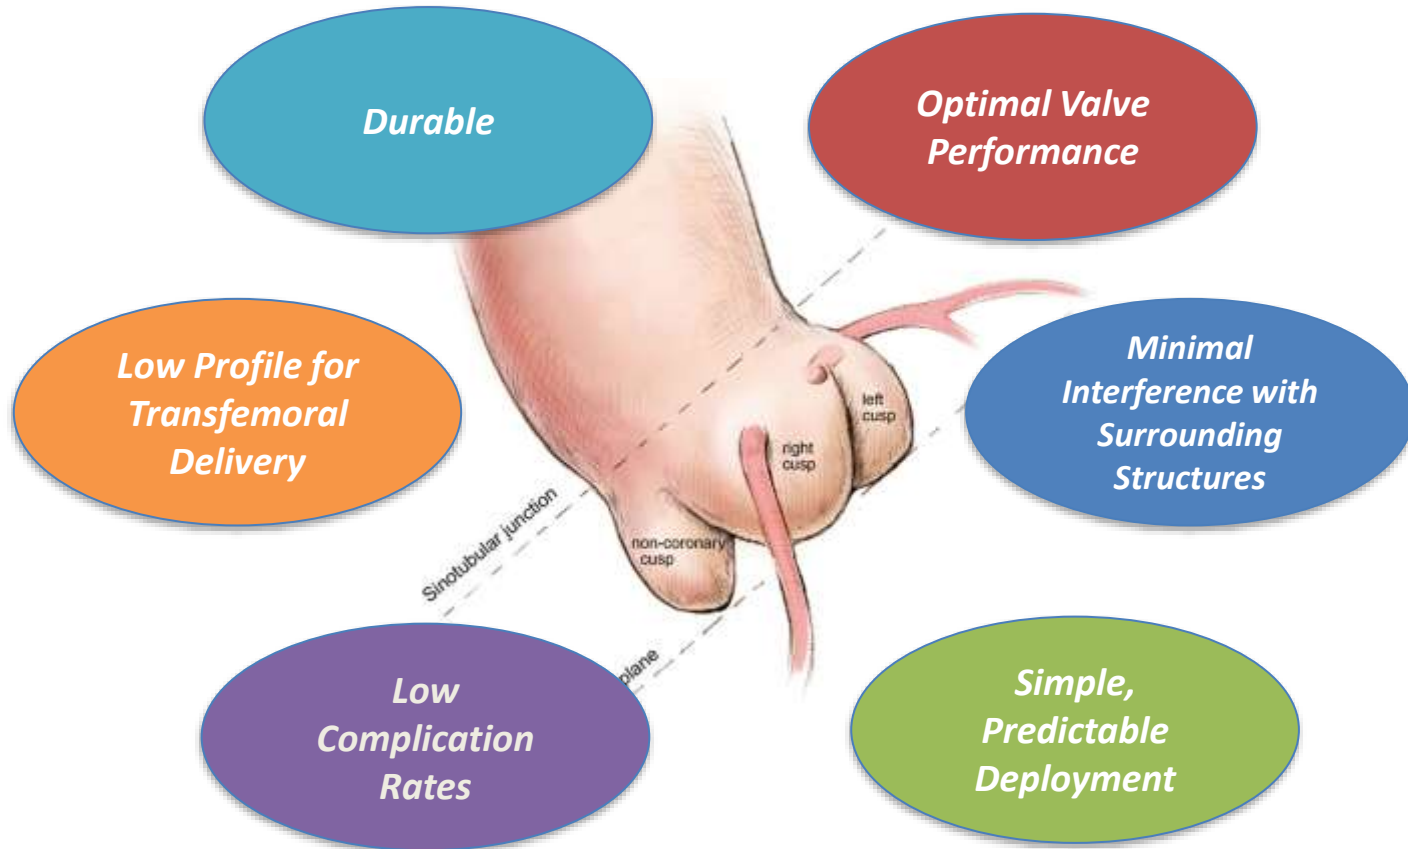 Durable
Optimal Valve
Performance
Low Profile for
Transfemoral
Delivery
Minimal
Interference with
Surrounding
Structures
left
cusp
right
cusp
non-coronary
cusp
Sinotubular junction
plane
Low
Complication
Rates
Simple,
Predictable
Deployment